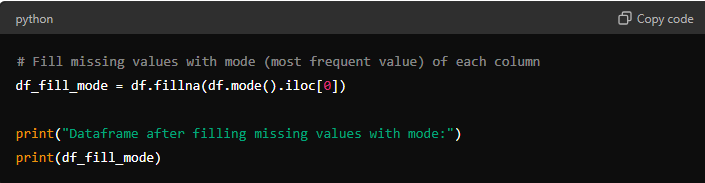 python
Copy code
# Fill missing values with mode (most frequent value) of each column
df_fill_mode = df.fillna(df.mode().iloc[0])
print("Dataframe after filling missing values with mode:")
print(df_fill_mode)